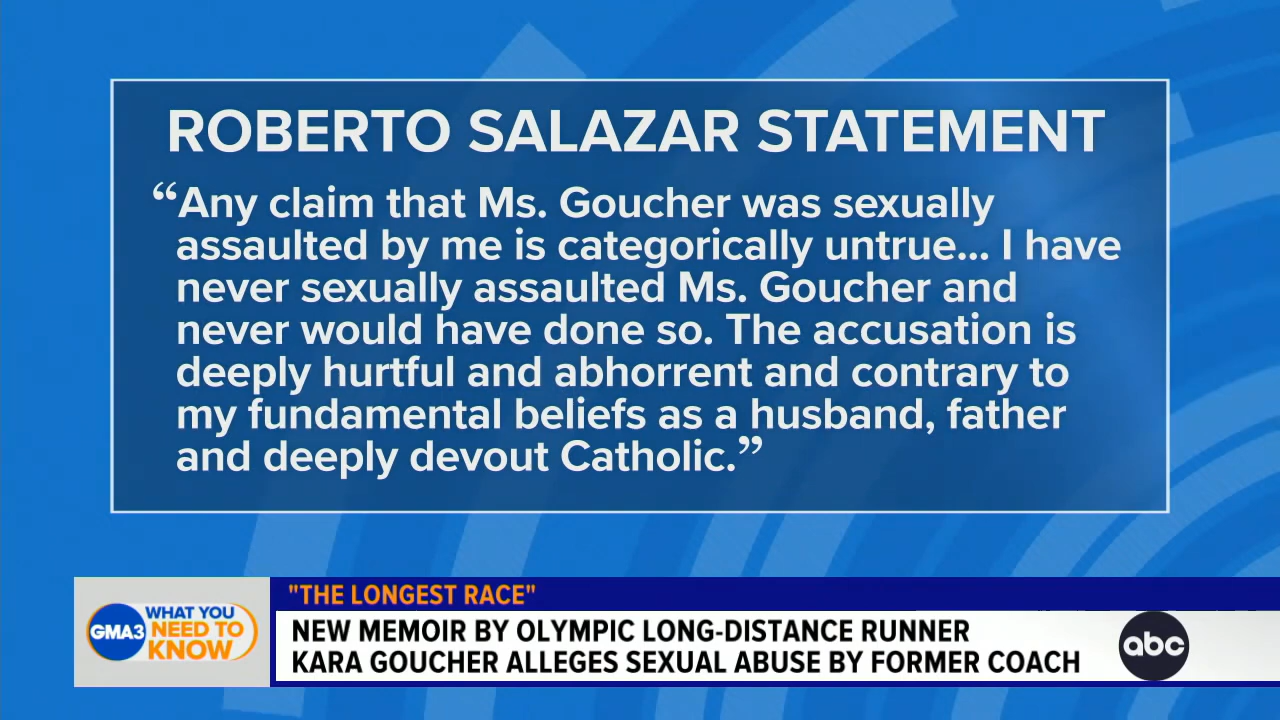 ROBERTO SALAZAR STATEMENT
“Any claim that Ms. Goucher was sexually
assaulted by me is categorically untrue... I have
never sexually assaulted Ms. Goucher and
never would have done so. The accusation is
deeply hurtful and abhorrent and contrary to
my fundamental beliefs as a husband, father
and deeply devout Catholic.”
"THE LONGEST RACE"
GMA3
WHAT YOU
NEED TO
KNOW
NEW MEMOIR BY OLYMPIC LONG-DISTANCE RUNNER
KARA GOUCHER ALLEGES SEXUAL ABUSE BY FORMER COACH
abc